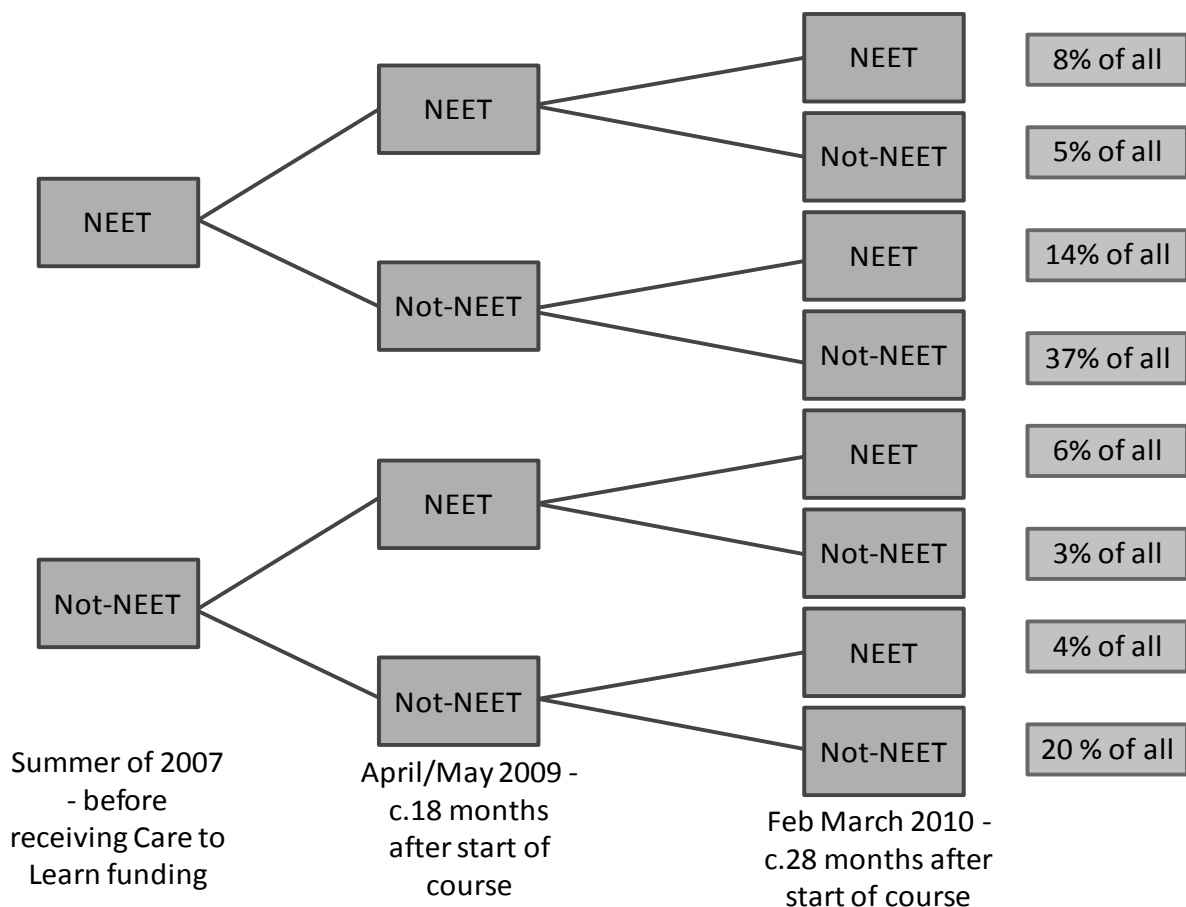 NEET
8% of all
NEET
Not-NEET
5% of all
NEET
NEET
14% of all
Not-NEET
Not-NEET
37% of all
NEET
6% of all
NEET
Not-NEET
3% of all
Not-NEET
NEET
4% of all
Not-NEET
Not-NEET
20 % of all
Summer of 2007
- before
receiving Care to
Learn funding
April/May 2009 -
c.18 months
after start of
course
Feb March 2010 -
c.28 months after
start of course